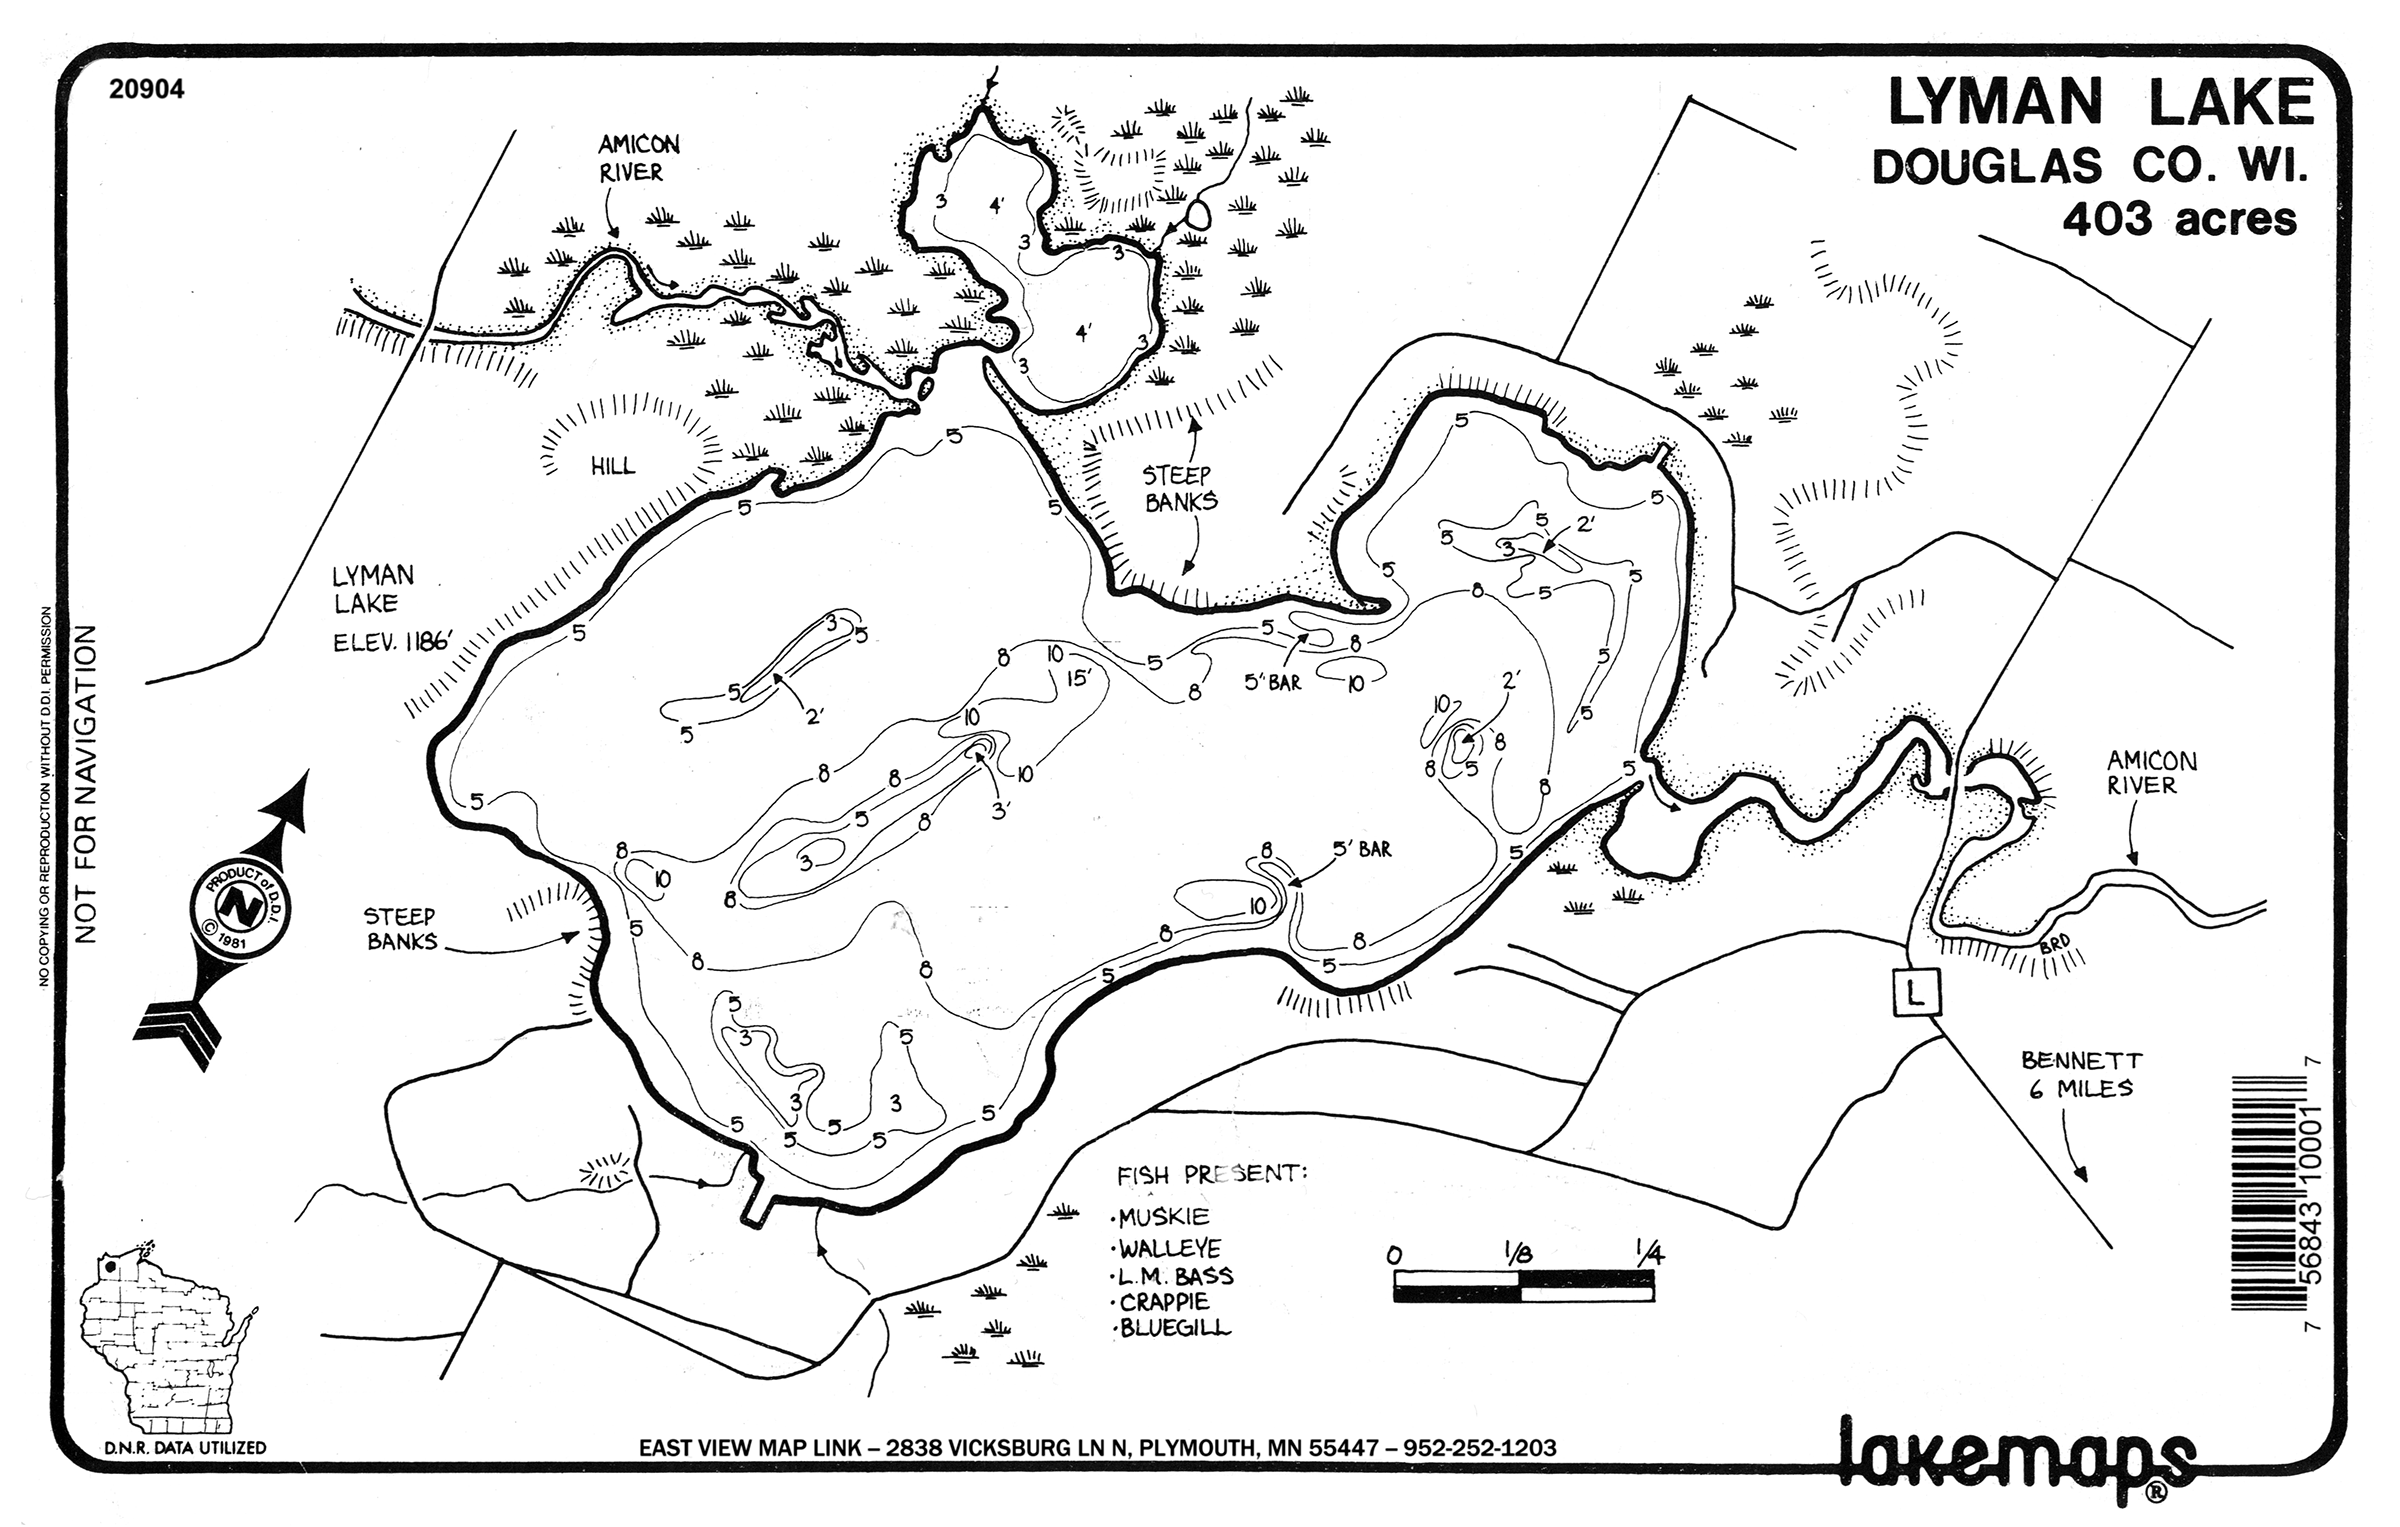 20904
LYMAN LAKE
DOUGLAS CO. WI.
403 acres
AMICON
RIVER
3
4'
3
3
4'
3
3
HILL
STEEP
BANKS
5
5
5
5
5
5
5
2'
3
5
5
5
8
LYMAN
LAKE
ELEV. 1186'
5
3
5
5
2'
5
5
8
5' BAR
10
8
5
8
10
15'
5
5
2'
10
8
8
5
8
5
10
8
8
10
3'
5
8
3
8
AMICON
RIVER
5
8
10
8
5' BAR
10
5
STEEP
BANKS
5
8
8
8
5
8
5
BRD
L
5
3
5
3
3
5
5
5
5
5
BENNETT
6 MILES
FISH PRESENT:
·MUSKIE
·WALLEYE
·L.M. BASS
·CRAPPIE
·BLUEGILL
0 1/8 1/4
NOT FOR NAVIGATION
NO COPYING OR REPRODUCTION WITHOUT D.D.I. PERMISSION
PRODUCT of D.D.I.
N
© 1981
D.N.R. DATA UTILIZED
EAST VIEW MAP LINK – 2838 VICKSBURG LN N, PLYMOUTH, MN 55447 – 952-252-1203
7 56843 10001 7
lakemaps®